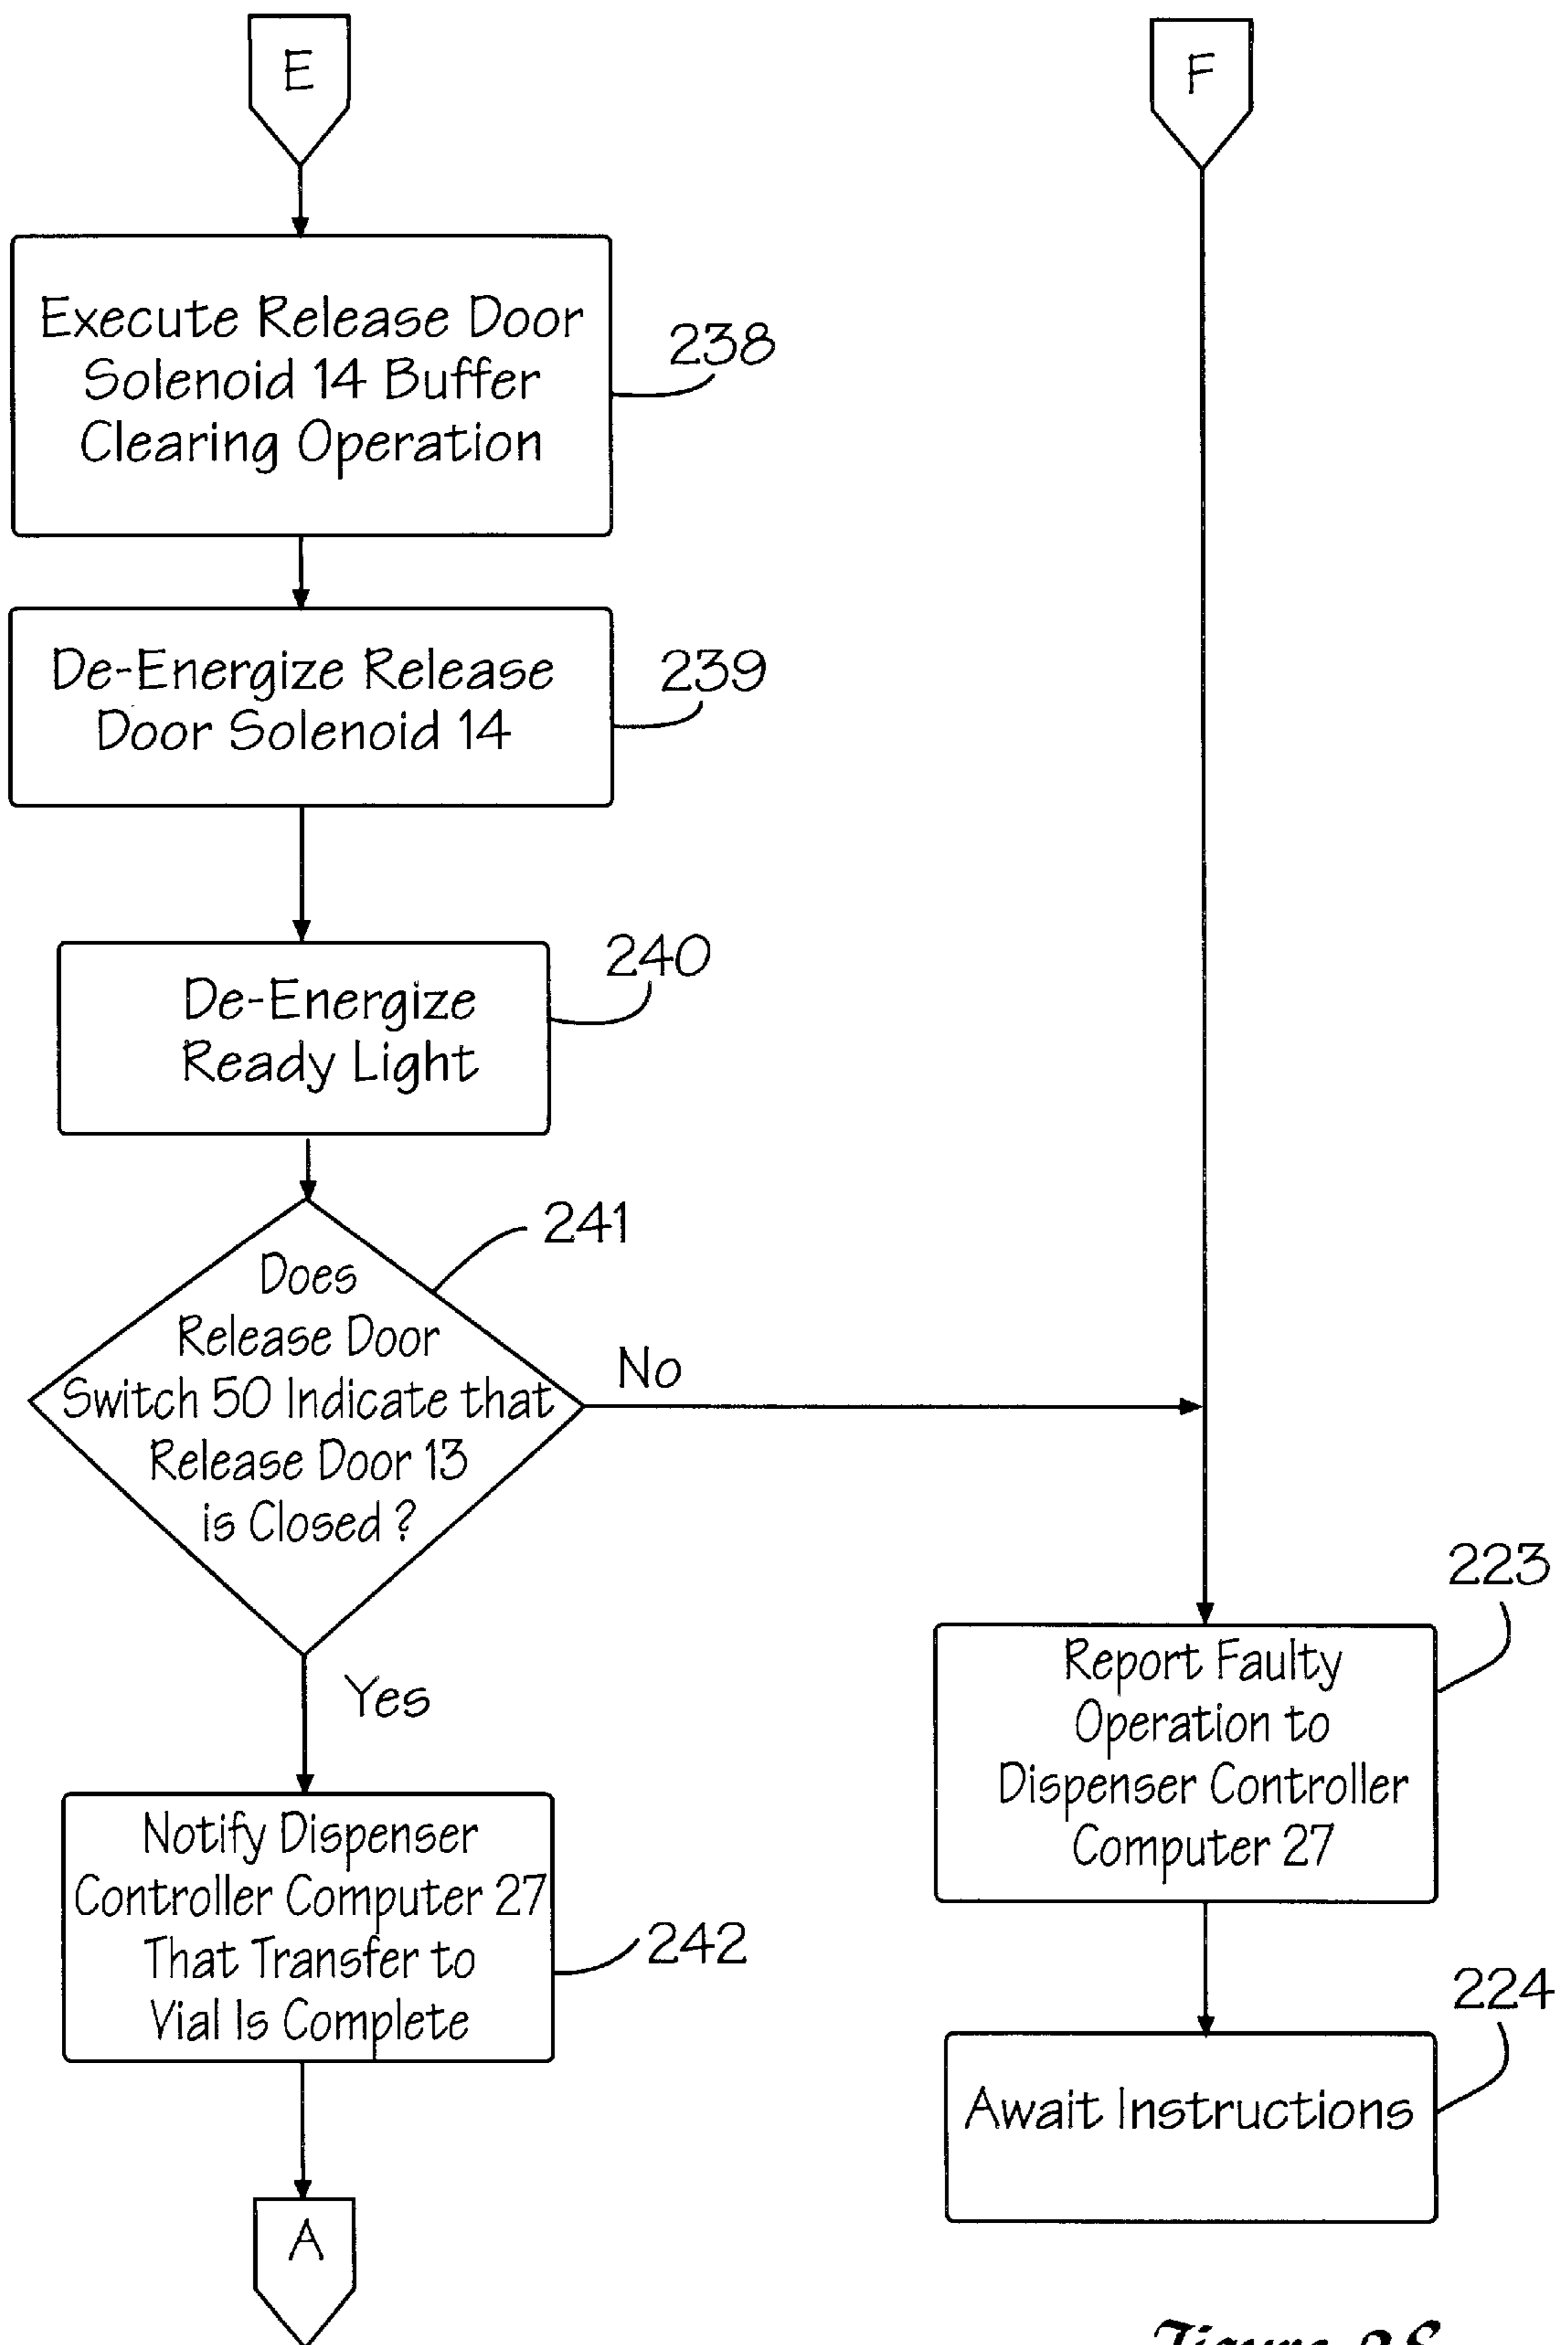 E
F
Execute Release Door
Solenoid 14 Buffer
Clearing Operation
238
De-Energize Release
Door Solenoid 14
239
De-Energize
Ready Light
240
241
Does
Release Door
Switch 50 Indicate that
Release Door 13
is Closed ?
No
Yes
223
Report Faulty
Operation to
Dispenser Controller
Computer 27
Notify Dispenser
Controller Computer 27
That Transfer to
Vial Is Complete
242
224
Await Instructions
A